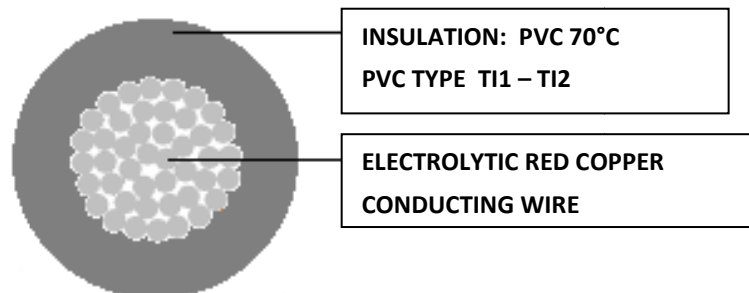 INSULATION: PVC 70°C
PVC TYPE TI1 – TI2
ELECTROLYTIC RED COPPER
CONDUCTING WIRE